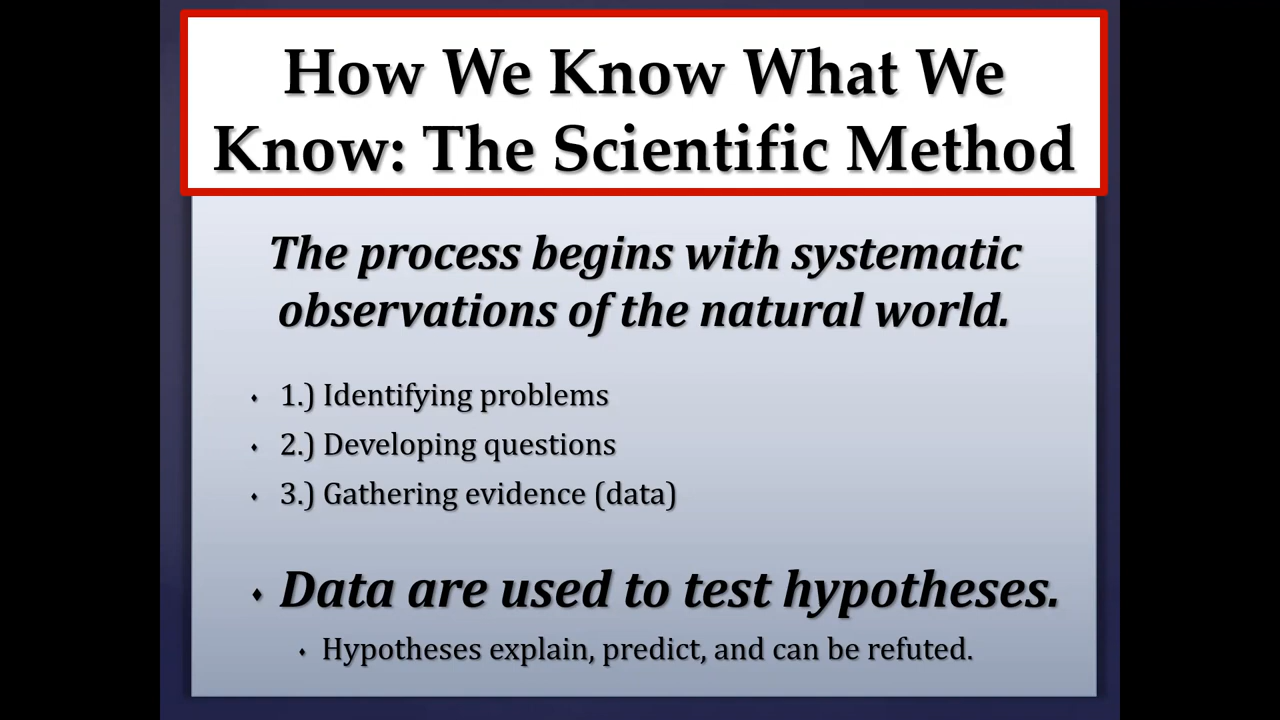 How We Know What We
Know: The Scientific Method
The process begins with systematic
observations of the natural world.
1.) Identifying problems
2.) Developing questions
3.) Gathering evidence (data)
Data are used to test hypotheses.
Hypotheses explain, predict, and can be refuted.